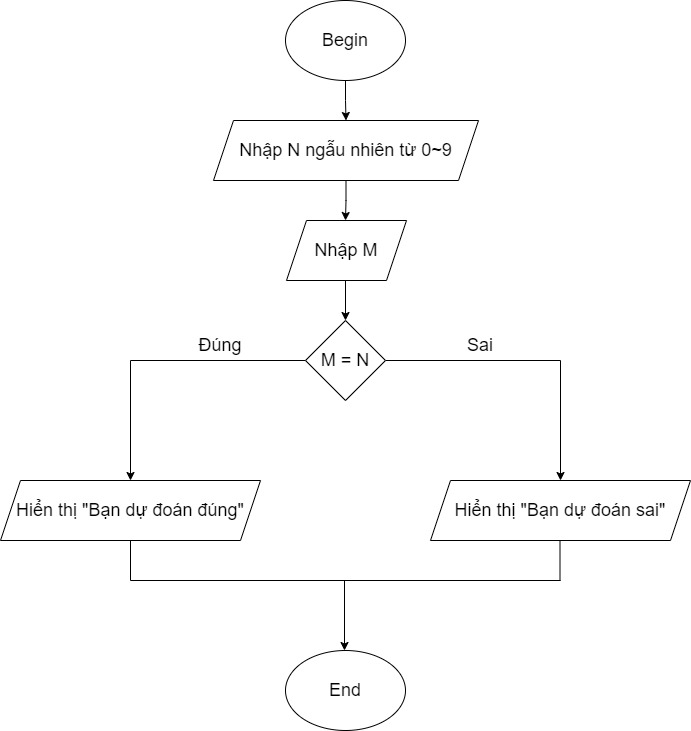 Begin
Nhập N ngẫu nhiên từ 0~9
Nhập M
Đúng
M = N
Sai
Hiển thị "Bạn dự đoán đúng"
Hiển thị "Bạn dự đoán sai"
End